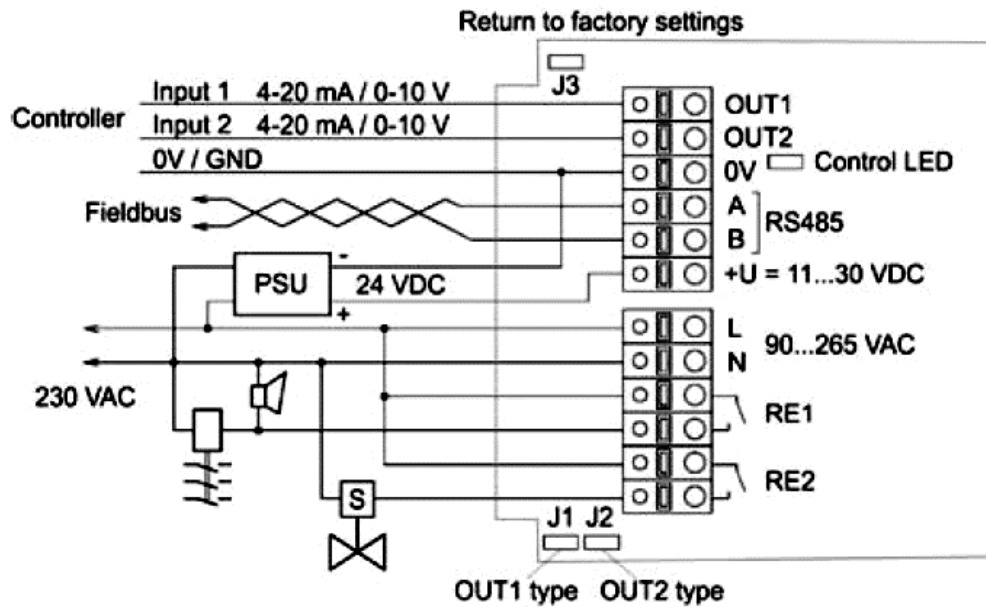 Return to factory settings
J3
Input 1 4-20 mA / 0-10 V
Controller
Input 2 4-20 mA / 0-10 V
0V / GND
OUT1
OUT2
0V
Control LED
Fieldbus
A
B
RS485
PSU
-
24 VDC
+
+U = 11...30 VDC
L
N
90...265 VAC
230 VAC
RE1
RE2
S
J1 J2
OUT1 type OUT2 type